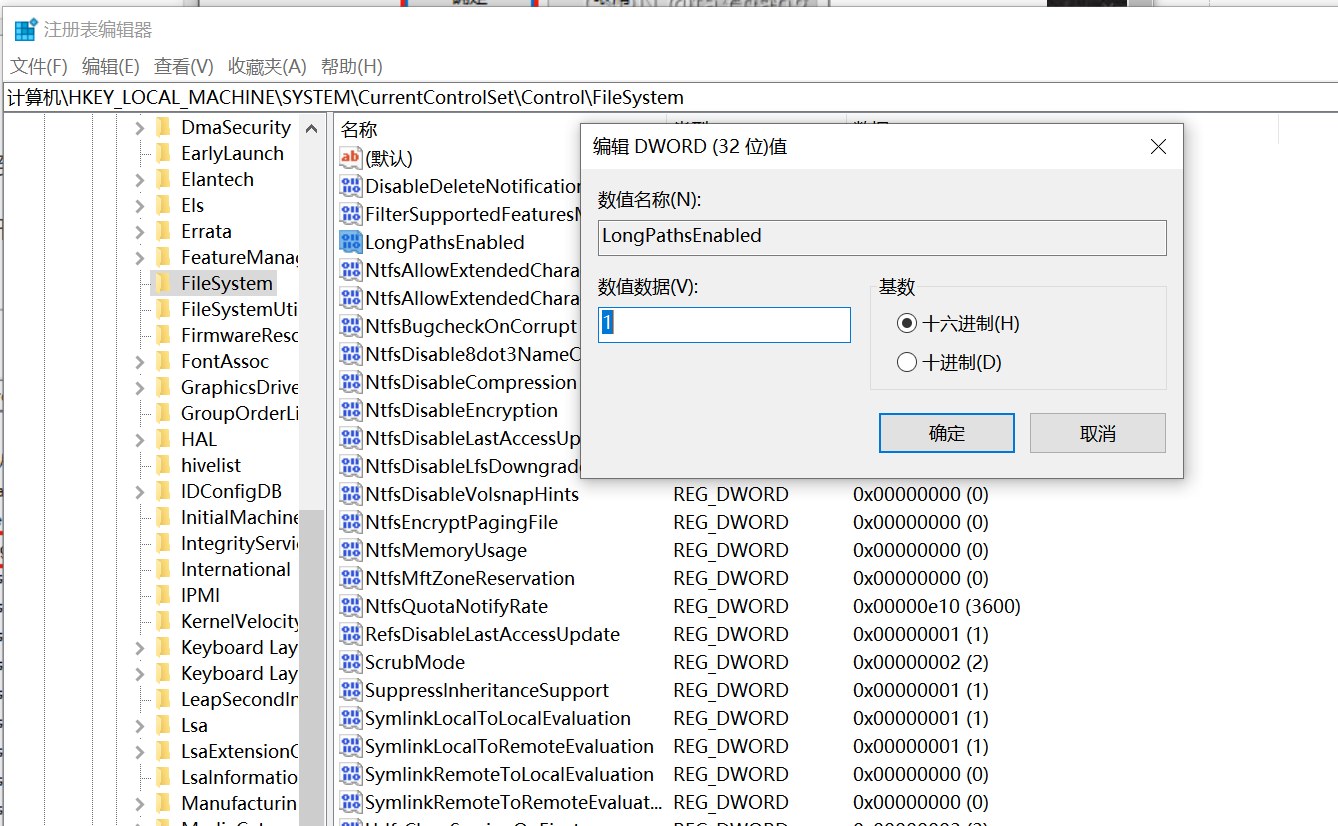 注册表编辑器
文件(F) 编辑(E) 查看(V) 收藏夹(A) 帮助(H)
计算机\HKEY_LOCAL_MACHINE\SYSTEM\CurrentControlSet\Control\FileSystem
DmaSecurity
EarlyLaunch
Elantech
Els
Errata
FeatureManag
FileSystem
FileSystemUti
FirmwareResc
FontAssoc
GraphicsDrive
GroupOrderLi
HAL
hivelist
IDConfigDB
InitialMachine
IntegrityServic
International
IPMI
KernelVelocity
Keyboard Lay
Keyboard Lay
LeapSecondIn
Lsa
LsaExtensionC
LsaInformatio
Manufacturin
名称
ab (默认)
DisableDeleteNotification
FilterSupportedFeaturesM
LongPathsEnabled
NtfsAllowExtendedChara
NtfsAllowExtendedChara
NtfsBugcheckOnCorrupt
NtfsDisable8dot3NameC
NtfsDisableCompression
NtfsDisableEncryption
NtfsDisableLastAccessUp
NtfsDisableLfsDowngrade
NtfsDisableVolsnapHints REG_DWORD 0x00000000 (0)
NtfsEncryptPagingFile REG_DWORD 0x00000000 (0)
NtfsMemoryUsage REG_DWORD 0x00000000 (0)
NtfsMftZoneReservation REG_DWORD 0x00000000 (0)
NtfsQuotaNotifyRate REG_DWORD 0x00000e10 (3600)
RefsDisableLastAccessUpdate REG_DWORD 0x00000001 (1)
ScrubMode REG_DWORD 0x00000002 (2)
SuppressInheritanceSupport REG_DWORD 0x00000001 (1)
SymlinkLocalToLocalEvaluation REG_DWORD 0x00000001 (1)
SymlinkLocalToRemoteEvaluation REG_DWORD 0x00000001 (1)
SymlinkRemoteToLocalEvaluation REG_DWORD 0x00000000 (0)
SymlinkRemoteToRemoteEvaluat... REG_DWORD 0x00000000 (0)
编辑 DWORD (32 位)值
数值名称(N):
LongPathsEnabled
数值数据(V):
1
基数
十六进制(H)
十进制(D)
确定 取消